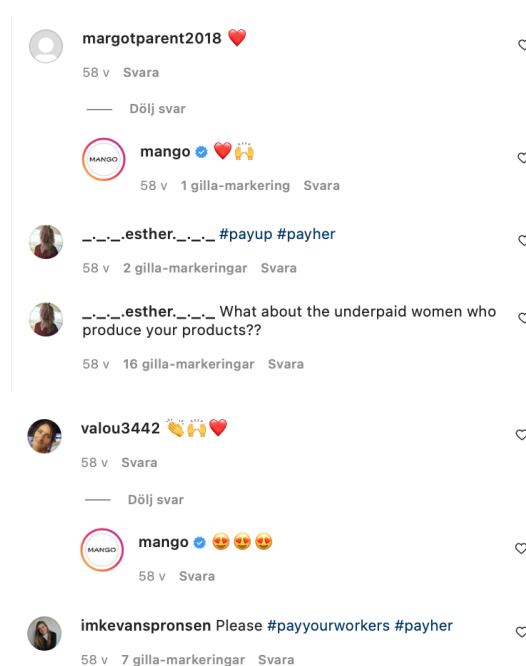 margotparent2018 ❤️
58 v Svara
Dölj svar
MANGO
mango ❤️🙌
58 v 1 gilla-markering Svara
_._._.esther._._._ #payup #payher
58 v 2 gilla-markeringar Svara
_._._.esther._._._ What about the underpaid women who
produce your products??
58 v 16 gilla-markeringar Svara
valou3442 👏🙌❤️
58 v Svara
Dölj svar
MANGO
mango 😍😍😍
58 v Svara
imkevanspronsen Please #payyourworkers #payher
58 v 7 gilla-markeringar Svara